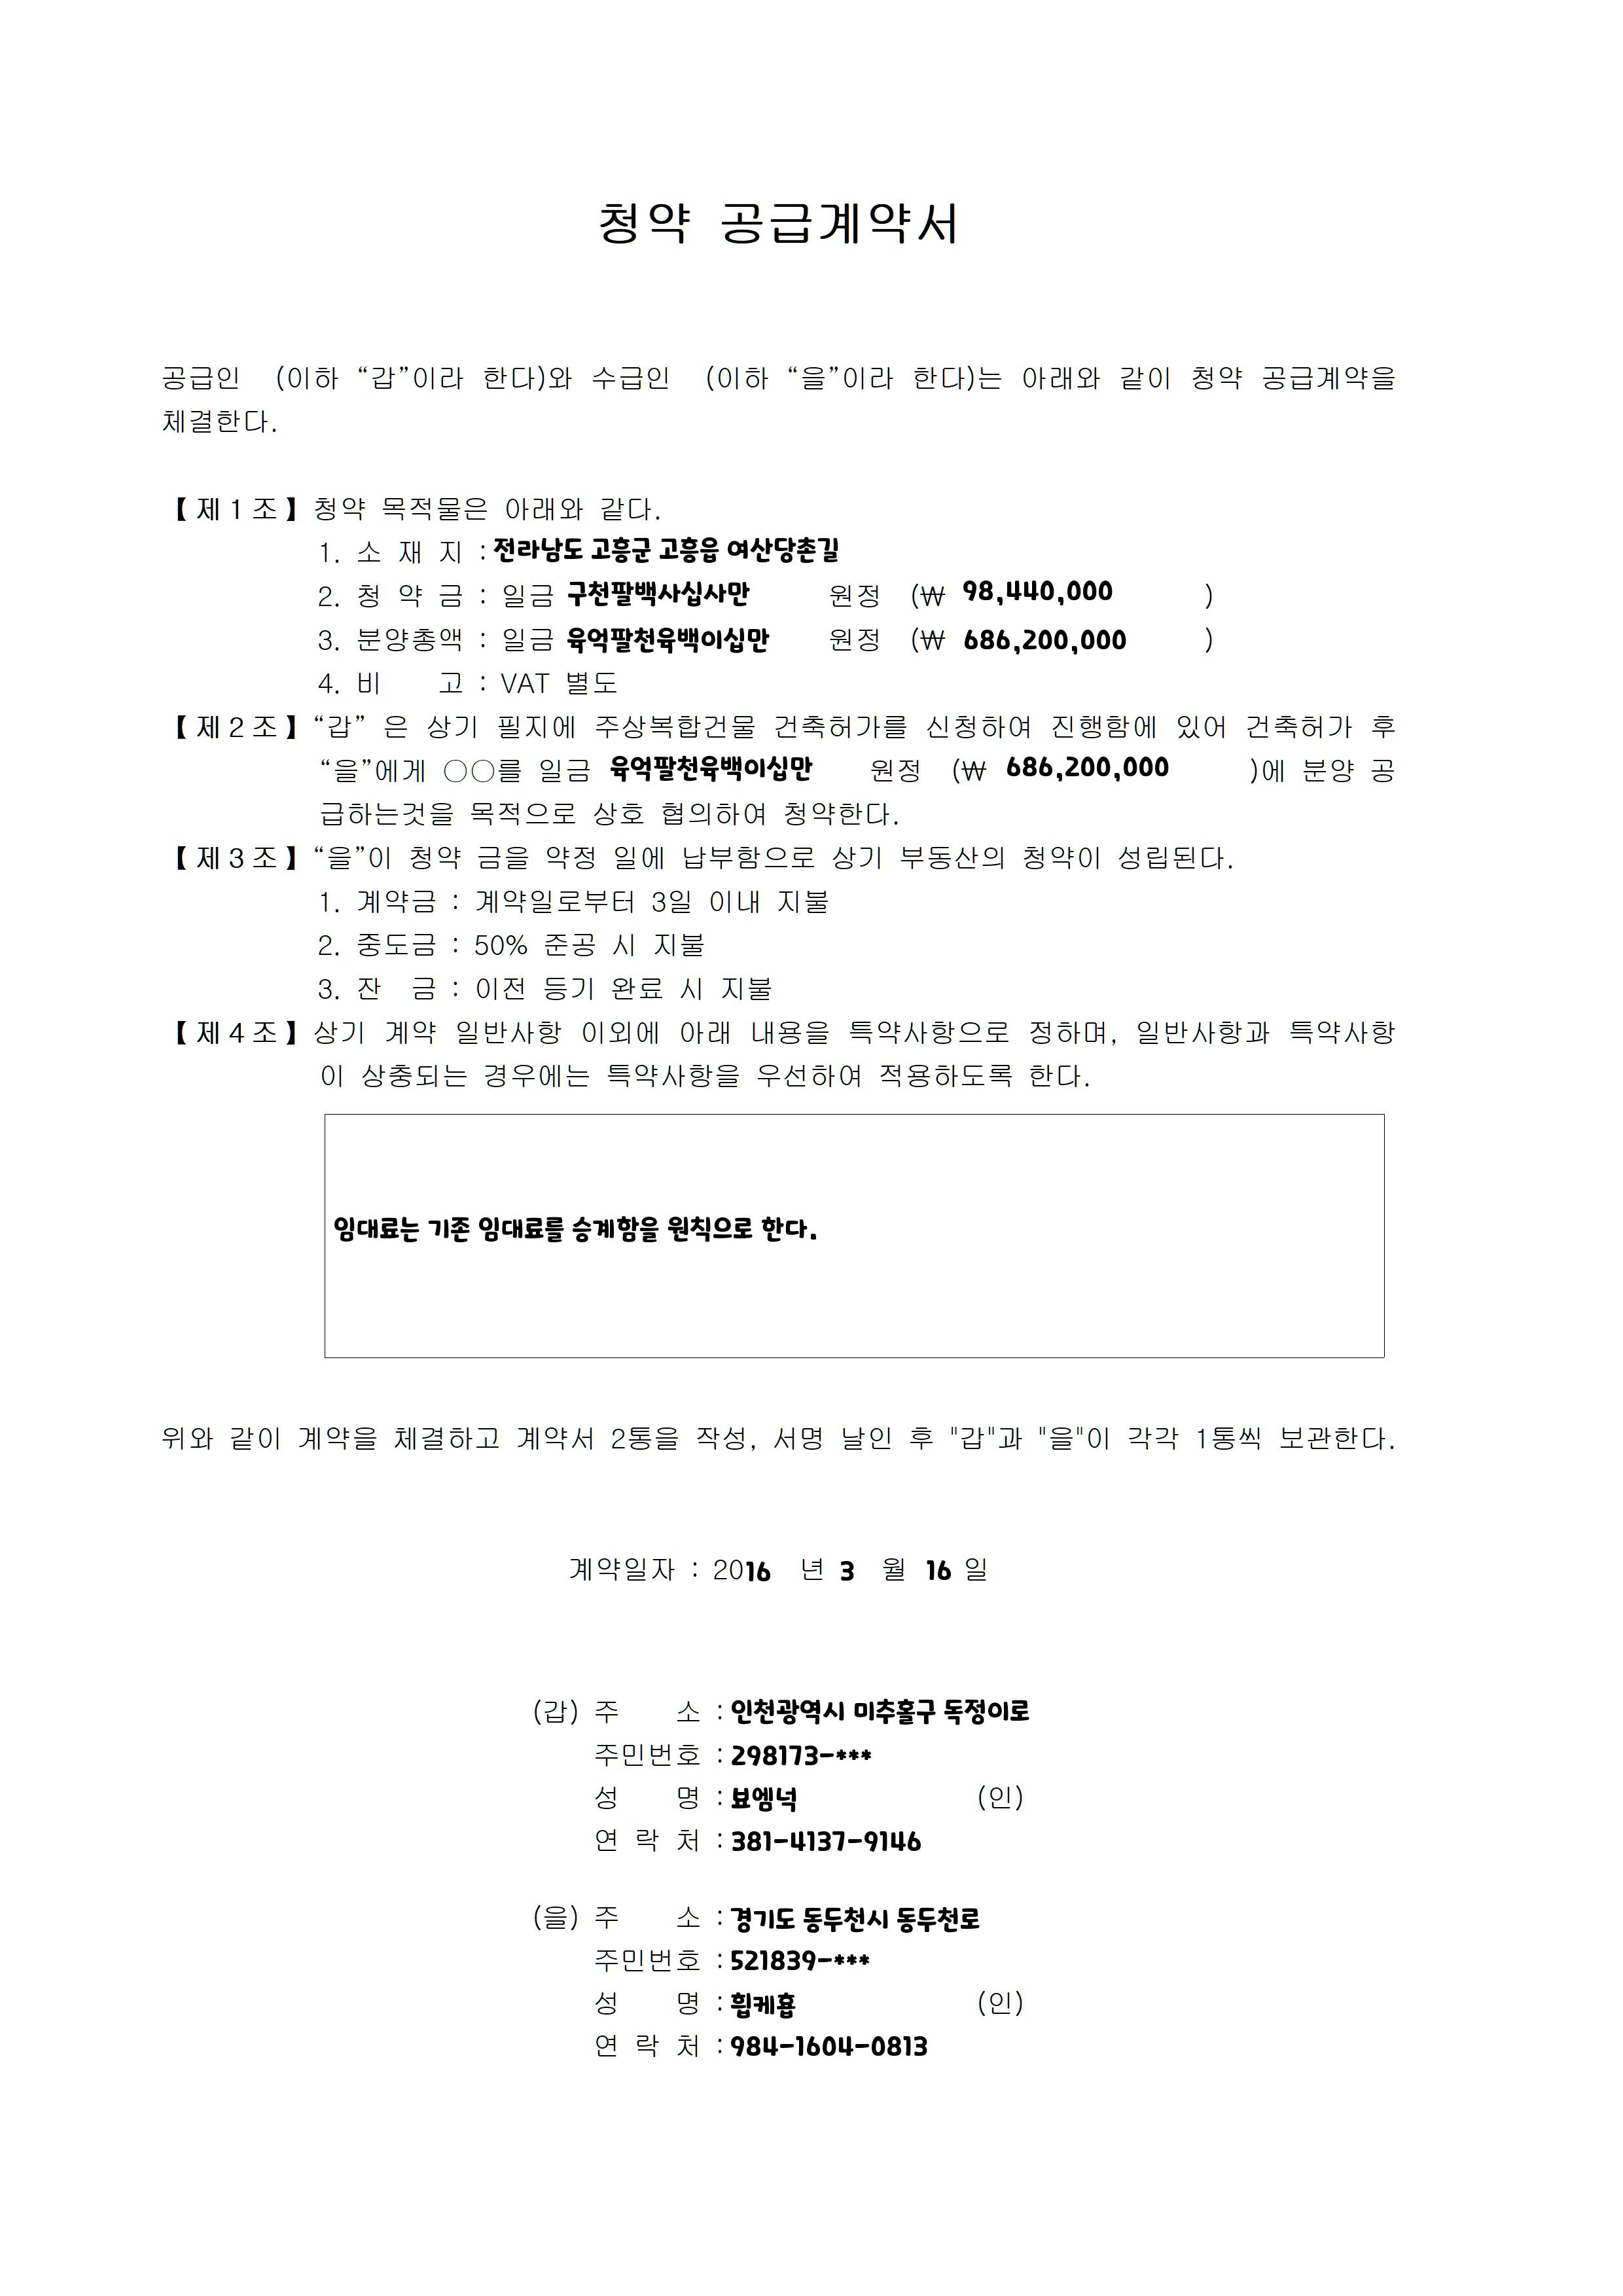 청약 공급계약서
공급인 (이하 “갑”이라 한다)와 수급인 (이하 “을”이라 한다)는 아래와 같이 청약 공급계약을
체결한다.
【제1조】청약 목적물은 아래와 같다.
1. 소 재 지 : 전라남도 고흥군 고흥읍 여산당촌길
2. 청 약 금 : 일금 구천팔백사십사만 원정 (₩ 98,440,000 )
3. 분양총액 : 일금 육억팔천육백이십만 원정 (₩ 686,200,000 )
4. 비 고 : VAT 별도
【제2조】“갑” 은 상기 필지에 주상복합건물 건축허가를 신청하여 진행함에 있어 건축허가 후
“을”에게 ○○를 일금 육억팔천육백이십만 원정 (₩ 686,200,000 )에 분양 공
급하는것을 목적으로 상호 협의하여 청약한다.
【제3조】“을”이 청약 금을 약정 일에 납부함으로 상기 부동산의 청약이 성립된다.
1. 계약금 : 계약일로부터 3일 이내 지불
2. 중도금 : 50% 준공 시 지불
3. 잔 금 : 이전 등기 완료 시 지불
【제4조】상기 계약 일반사항 이외에 아래 내용을 특약사항으로 정하며, 일반사항과 특약사항
이 상충되는 경우에는 특약사항을 우선하여 적용하도록 한다.
임대료는 기존 임대료를 승계함을 원칙으로 한다.
위와 같이 계약을 체결하고 계약서 2통을 작성, 서명 날인 후 "갑"과 "을"이 각각 1통씩 보관한다.
계약일자 : 2016 년 3 월 16 일
(갑) 주 소 : 인천광역시 미추홀구 독정이로
주민번호 : 298173-***
성 명 : 뵤엠넉 (인)
연 락 처 : 381-4137-9146
(을) 주 소 : 경기도 동두천시 동두천로
주민번호 : 521839-***
성 명 : 휩케횹 (인)
연 락 처 : 984-1604-0813